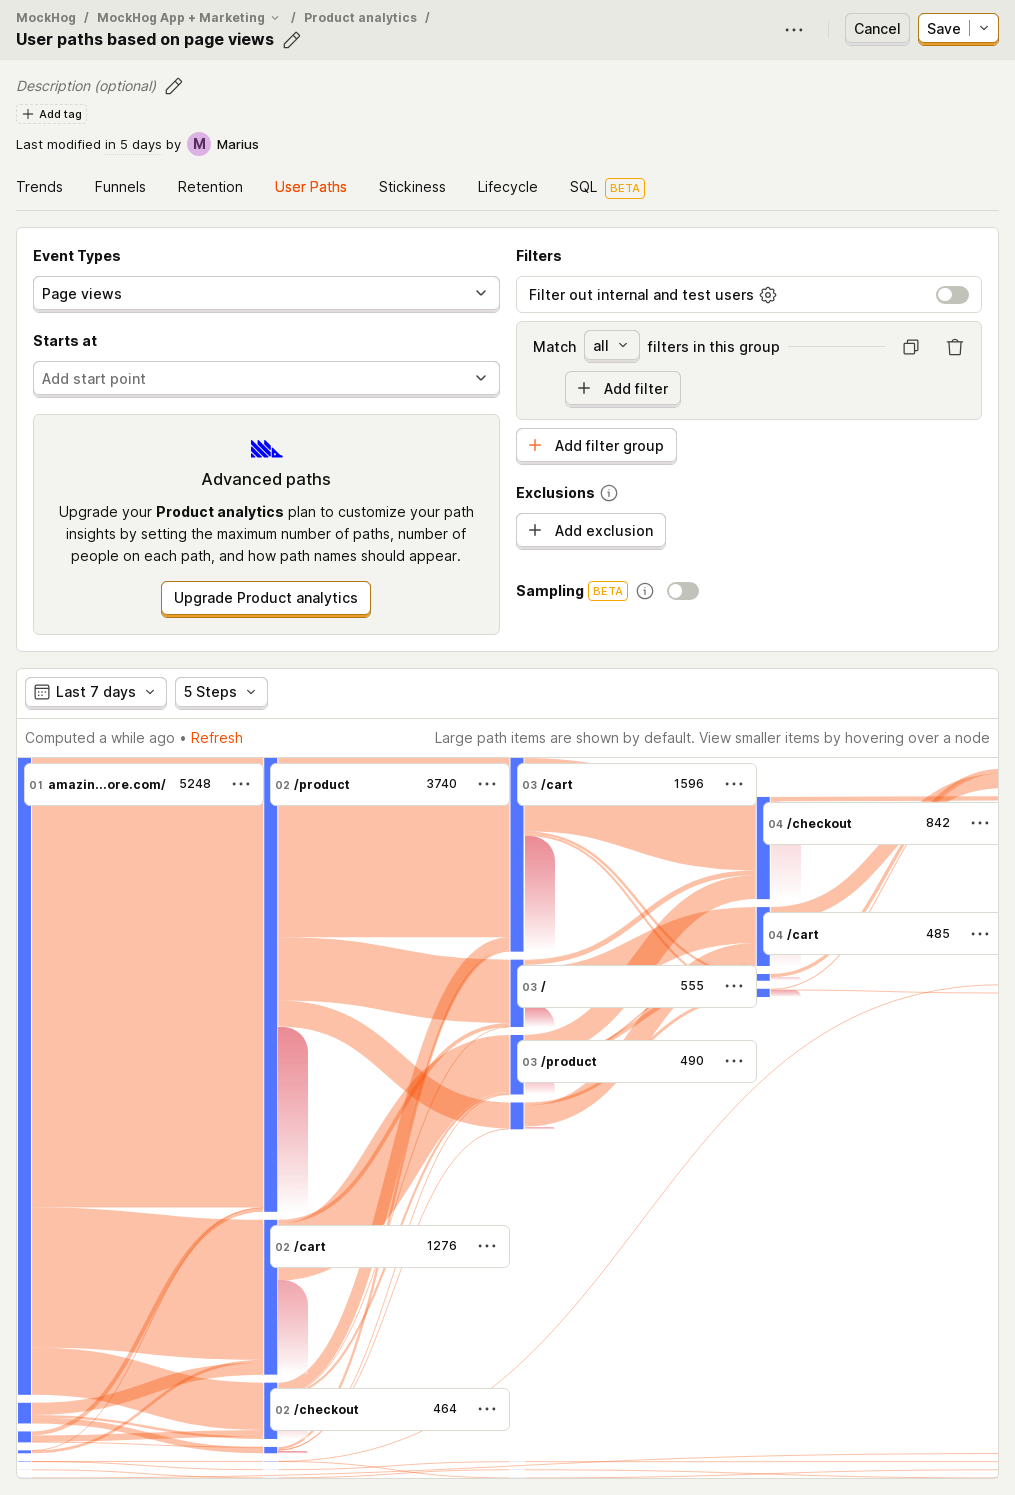 MockHog / MockHog App + Marketing / Product analytics /
User paths based on page views
Cancel
Save
Description (optional)
Add tag
Last modified in 5 days by M Marius
Trends Funnels Retention User Paths Stickiness Lifecycle SQL BETA
Event Types
Page views
Starts at
Add start point
Advanced paths
Upgrade your Product analytics plan to customize your path
insights by setting the maximum number of paths, number of
people on each path, and how path names should appear.
Upgrade Product analytics
Filters
Filter out internal and test users
Match all filters in this group
Add filter
Add filter group
Exclusions
Add exclusion
Sampling BETA
Last 7 days 5 Steps
Computed a while ago • Refresh
Large path items are shown by default. View smaller items by hovering over a node
01 amazin...ore.com/ 5248
02 /product 3740
03 /cart 1596
04 /checkout 842
04 /cart 485
03 / 555
03 /product 490
02 /cart 1276
02 /checkout 464